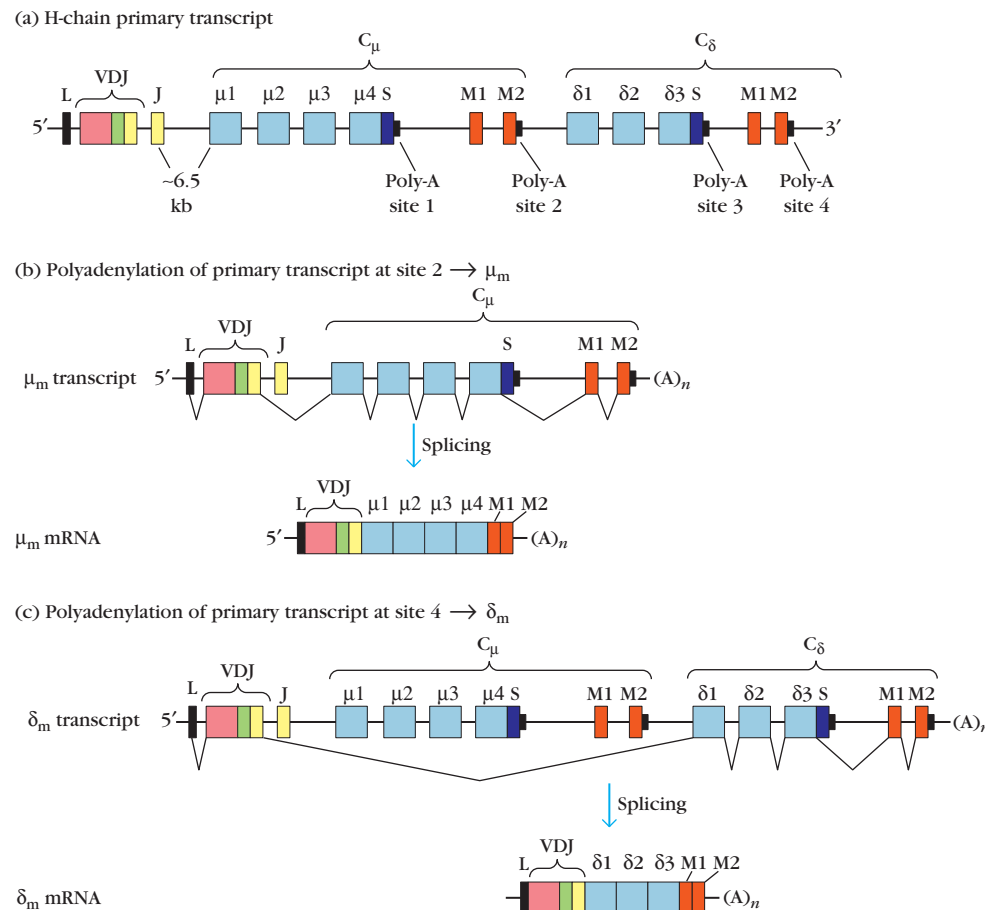 (a) H-chain primary transcript
Cμ Cδ
VDJ
L J μ1 μ2 μ3 μ4 S M1 M2 δ1 δ2 δ3 S M1 M2
5′ 3′
~6.5 kb
Poly-A site 1
Poly-A site 2
Poly-A site 3
Poly-A site 4
(b) Polyadenylation of primary transcript at site 2 → μm
Cμ
VDJ
L J S M1 M2
μm transcript 5′ (A)n
Splicing
VDJ
L μ1 μ2 μ3 μ4 M1 M2
μm mRNA 5′ (A)n
(c) Polyadenylation of primary transcript at site 4 → δm
Cμ Cδ
VDJ
L J μ1 μ2 μ3 μ4 S M1 M2 δ1 δ2 δ3 S M1 M2
δm transcript 5′ (A)n
Splicing
VDJ
L δ1 δ2 δ3 M1 M2
δm mRNA (A)n